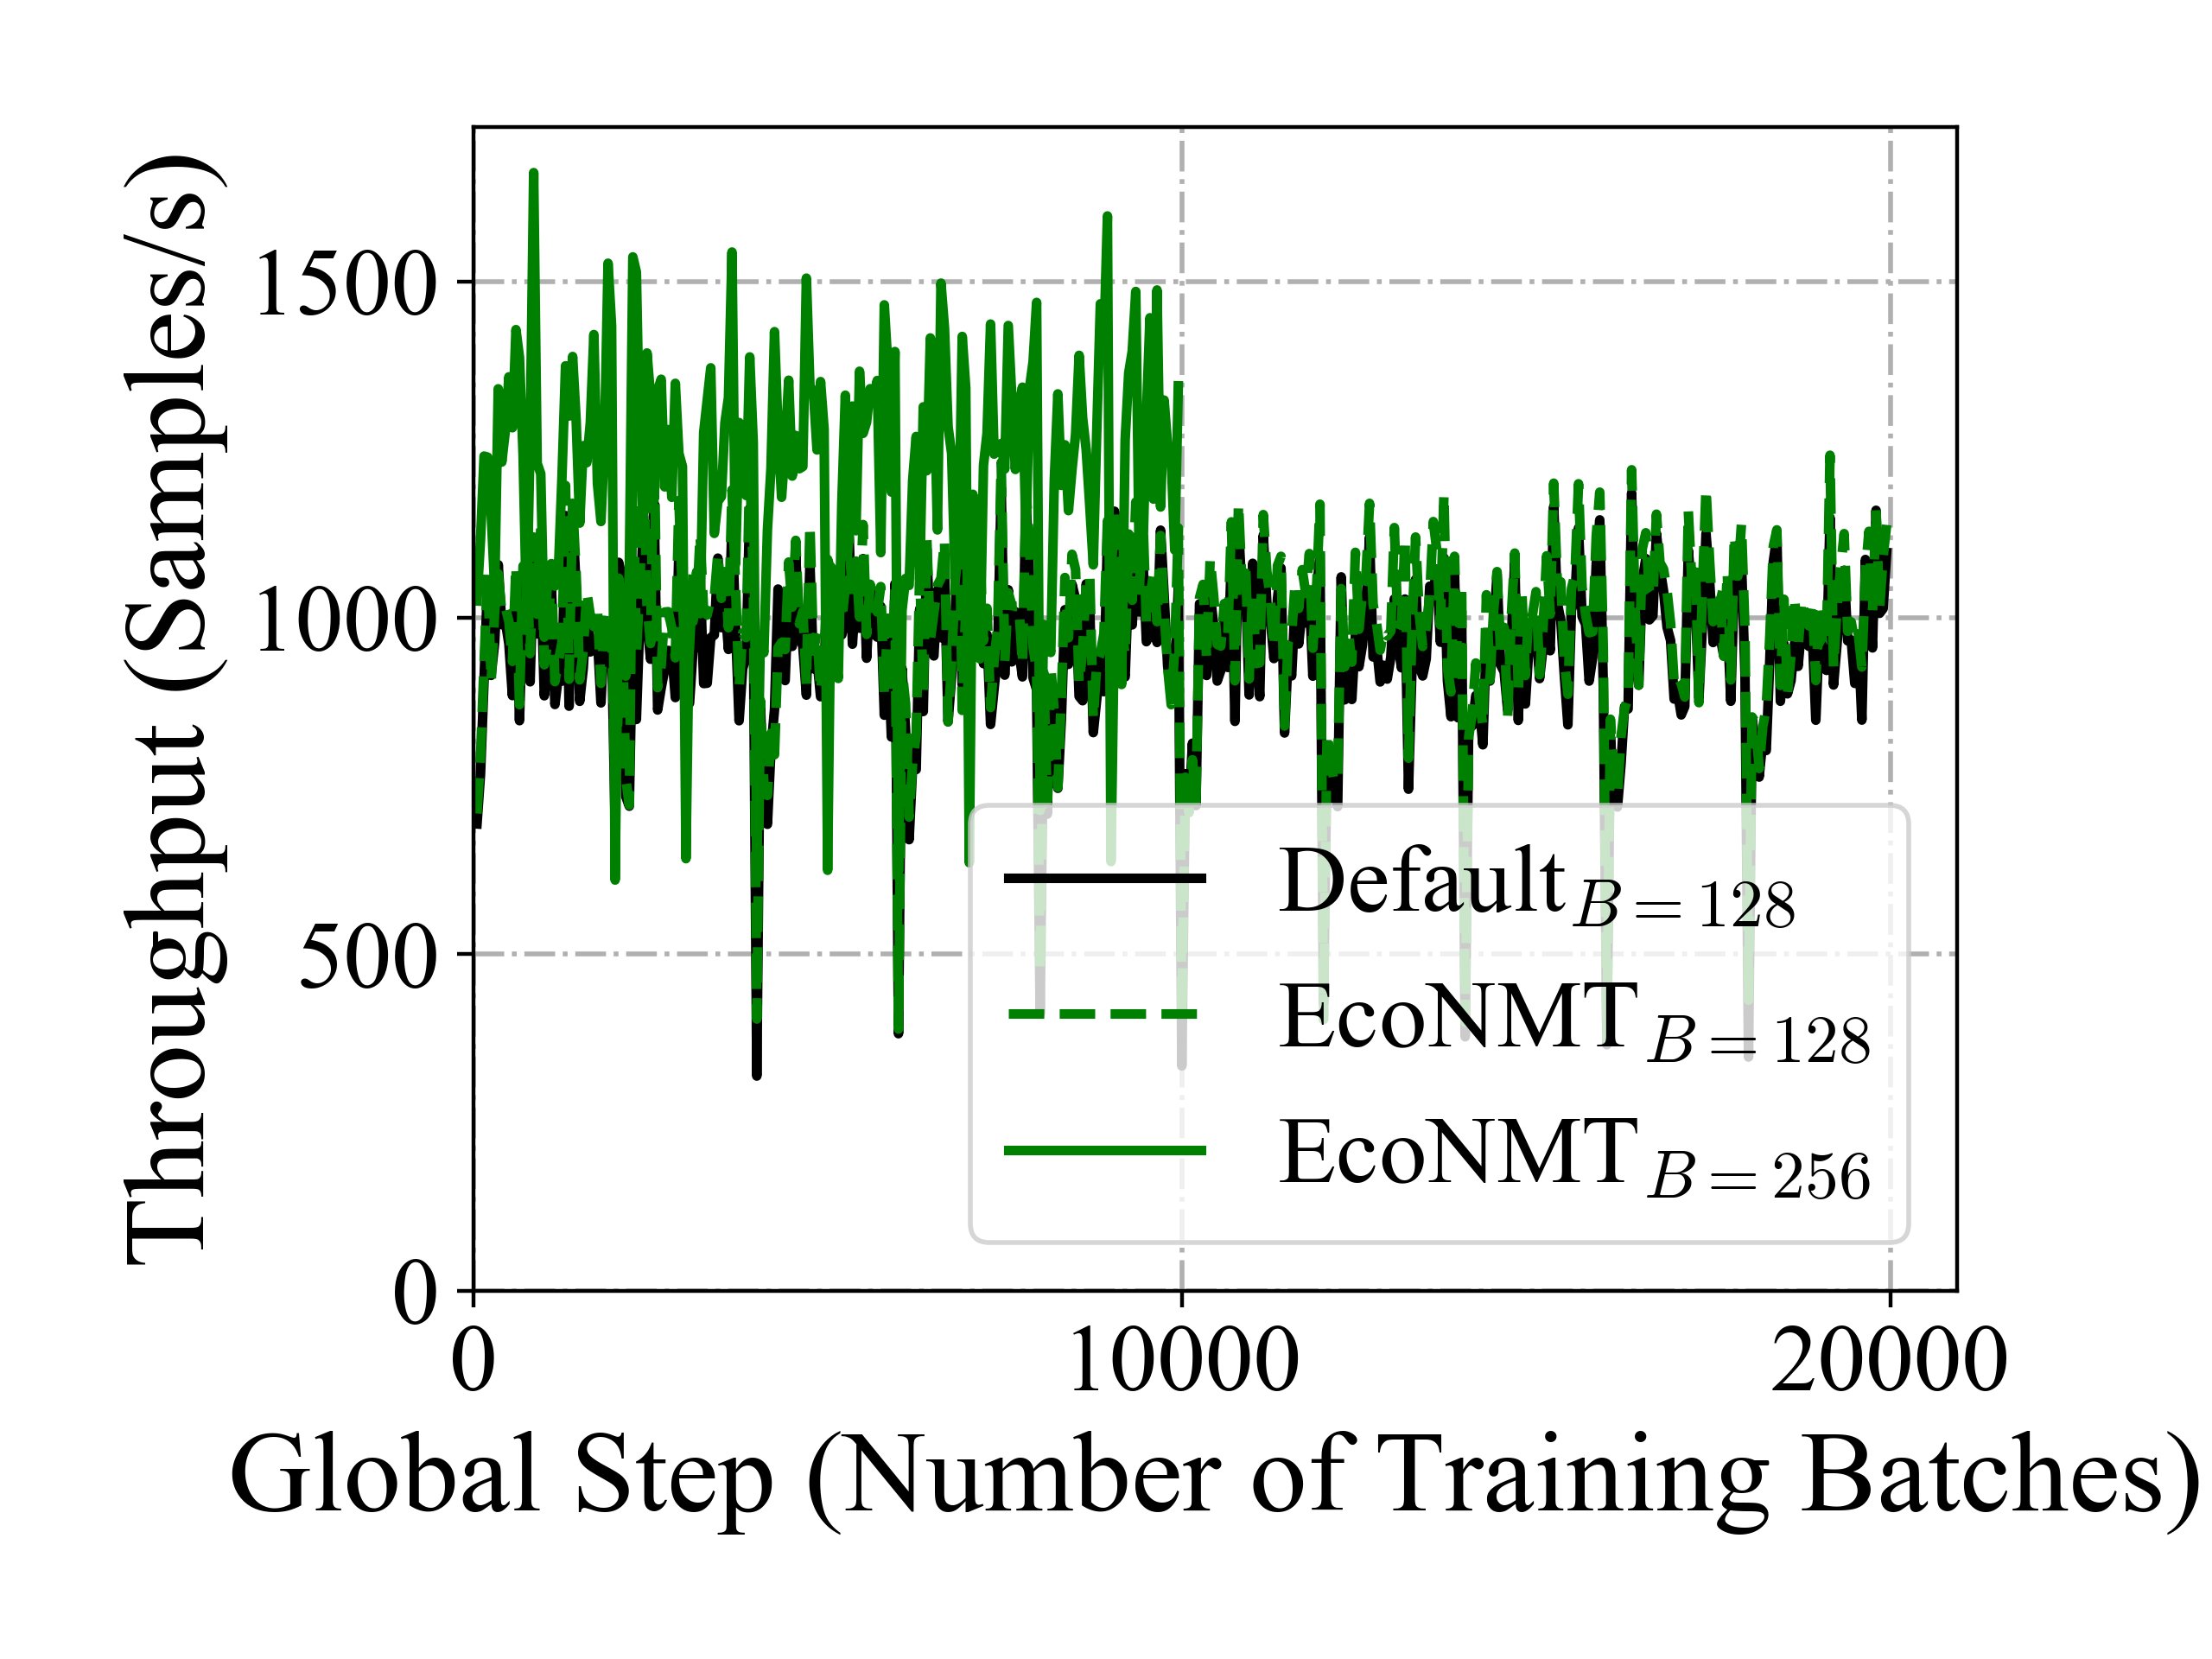 Throughput (Samples/s)
1500
1000
500
0
Default B = 128
EcoNMT B = 128
EcoNMT B = 256
0 10000 20000
Global Step (Number of Training Batches)